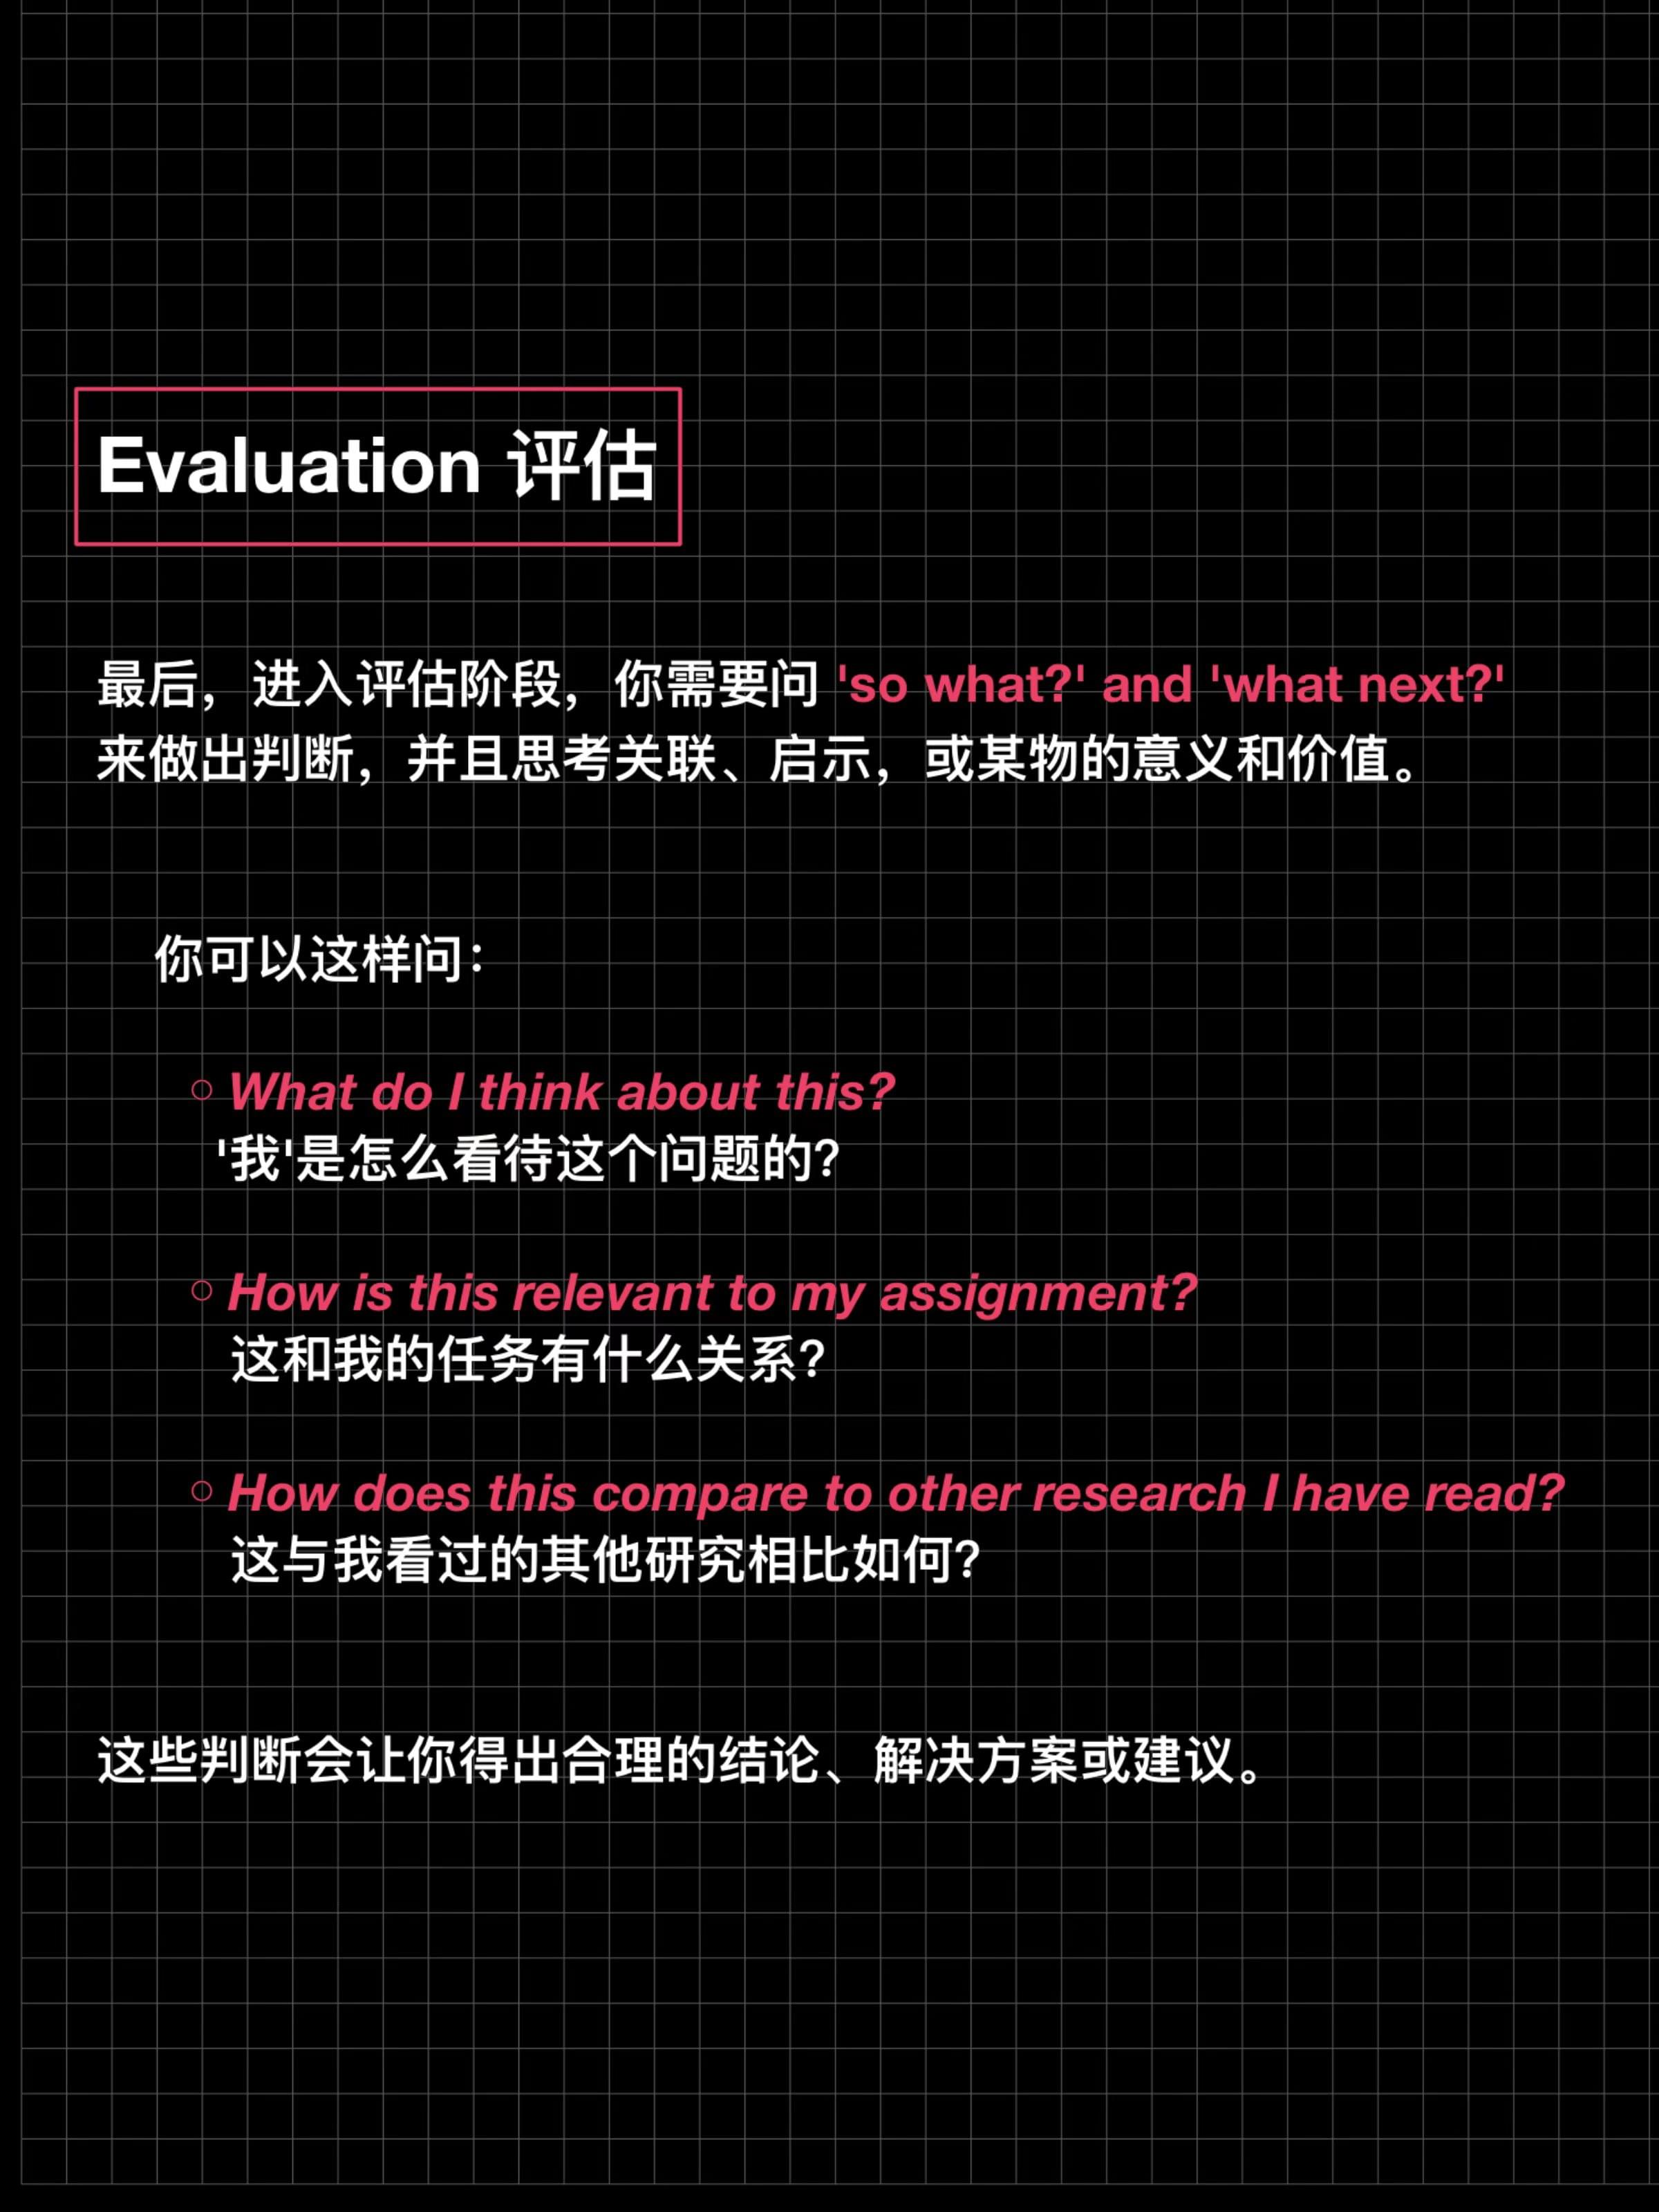 Evaluation 评估
最后，进入评估阶段，你需要问 'so what?' and 'what next?'
来做出判断，并且思考关联、启示，或某物的意义和价值。
你可以这样问：
○ What do I think about this?
'我'是怎么看待这个问题的？
○ How is this relevant to my assignment?
这和我的任务有什么关系？
○ How does this compare to other research I have read?
这与我看过的其他研究相比如何？
这些判断会让你得出合理的结论、解决方案或建议。